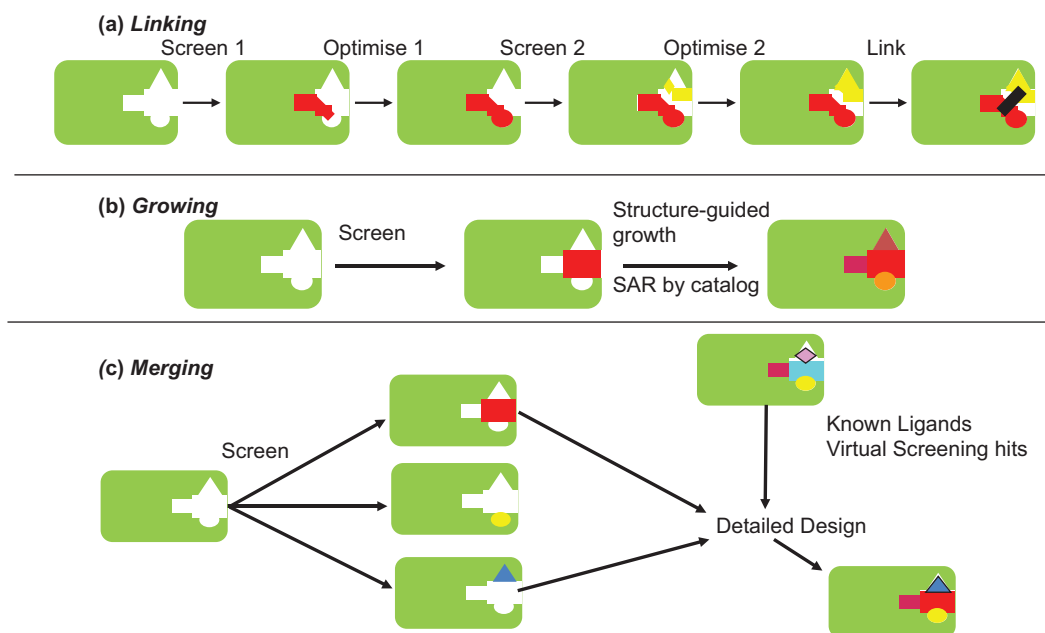 (a) Linking
Screen 1
Optimise 1
Screen 2
Optimise 2
Link
(b) Growing
Screen
Structure-guided
growth
SAR by catalog
(c) Merging
Screen
Known Ligands
Virtual Screening hits
Detailed Design